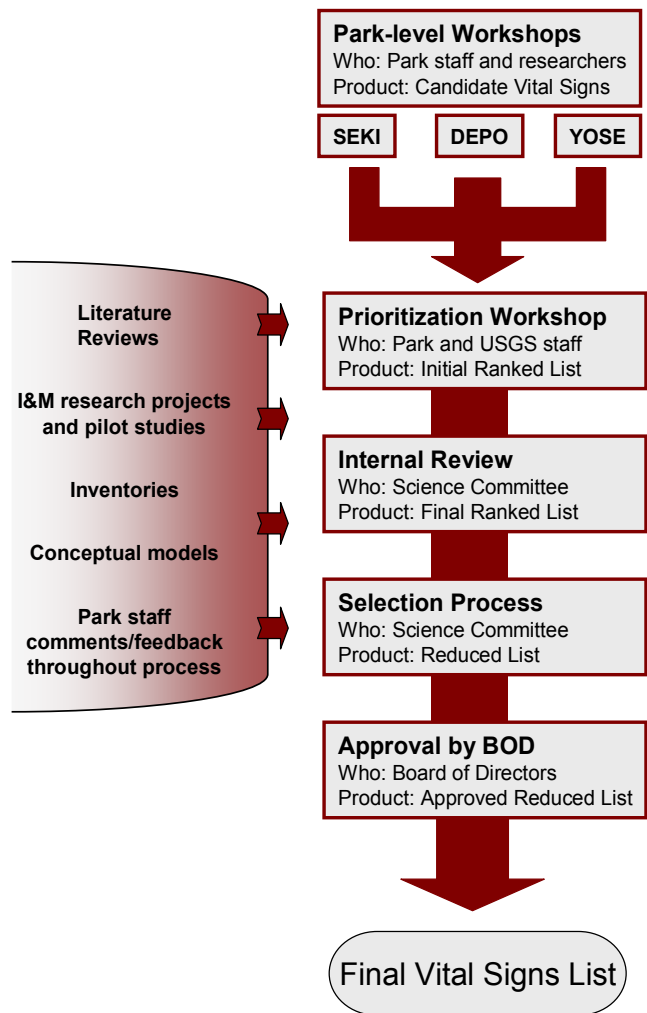 Park-level Workshops
Who: Park staff and researchers
Product: Candidate Vital Signs
SEKI
DEPO
YOSE
Literature
Reviews
I&M research projects
and pilot studies
Inventories
Conceptual models
Park staff
comments/feedback
throughout process
Prioritization Workshop
Who: Park and USGS staff
Product: Initial Ranked List
Internal Review
Who: Science Committee
Product: Final Ranked List
Selection Process
Who: Science Committee
Product: Reduced List
Approval by BOD
Who: Board of Directors
Product: Approved Reduced List
Final Vital Signs List